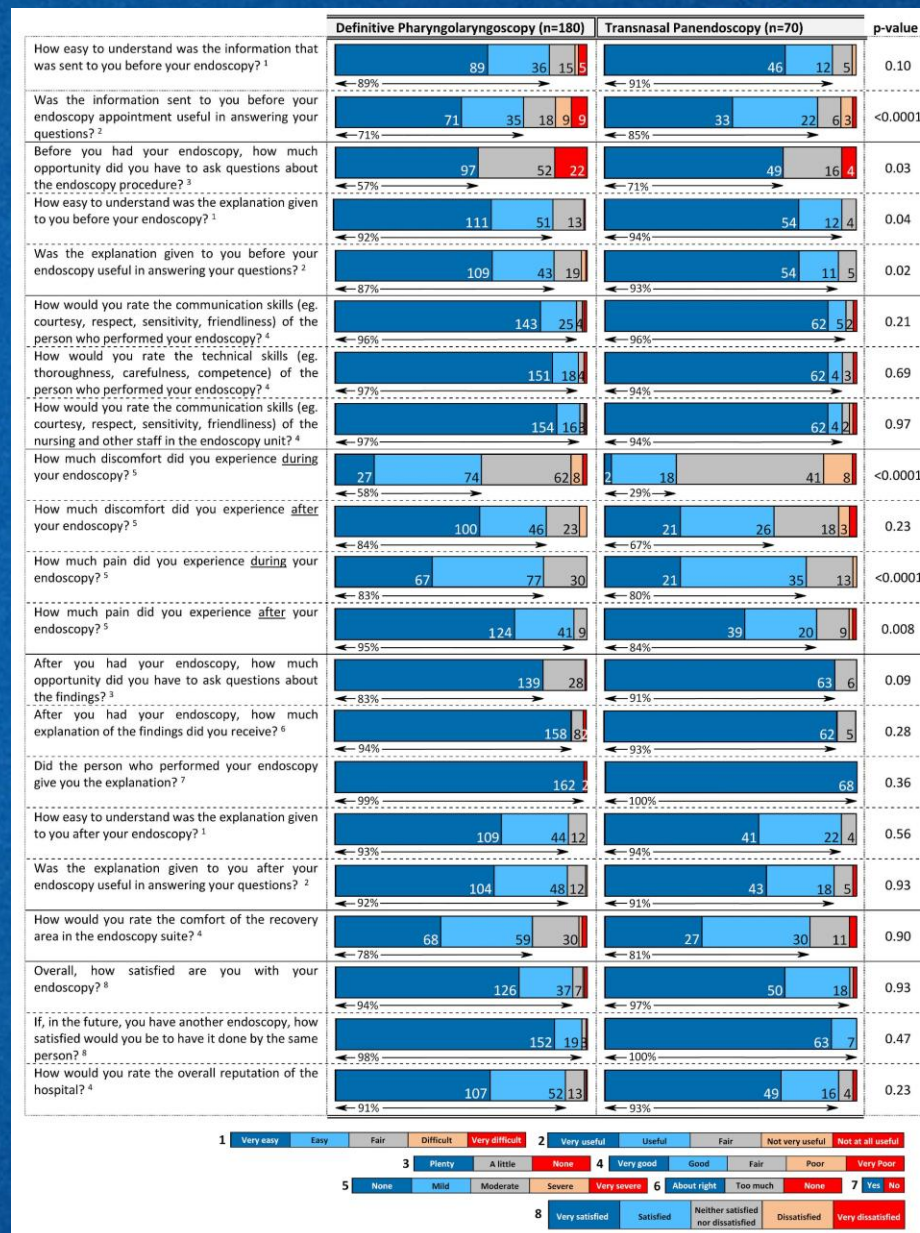 Definitive Pharyngolaryngoscopy (n=180) Transnasal Panendoscopy (n=70) p-value
How easy to understand was the information that
was sent to you before your endoscopy? ¹
89 36 15 5
89%
46 12 5
91%
0.10
Was the information sent to you before your
endoscopy appointment useful in answering your
questions? ²
71 35 18 9 9
71%
33 22 6 3
85%
<0.0001
Before you had your endoscopy, how much
opportunity did you have to ask questions about
the endoscopy procedure? ³
97 52 22
57%
49 16 4
71%
0.03
How easy to understand was the explanation given
to you before your endoscopy? ¹
111 51 13
92%
54 12 4
94%
0.04
Was the explanation given to you before your
endoscopy useful in answering your questions? ²
109 43 19
87%
54 11 5
93%
0.02
How would you rate the communication skills (eg.
courtesy, respect, sensitivity, friendliness) of the
person who performed your endoscopy? ⁴
143 25 4
96%
62 5 2
96%
0.21
How would you rate the technical skills (eg.
thoroughness, carefulness, competence) of the
person who performed your endoscopy? ⁴
151 18 4
97%
62 4 3
94%
0.69
How would you rate the communication skills (eg.
courtesy, respect, sensitivity, friendliness) of the
nursing and other staff in the endoscopy unit? ⁴
154 16 3
97%
62 4 2
94%
0.97
How much discomfort did you experience during
your endoscopy? ⁵
27 74 62 8
58%
2 18 41 8
29%
<0.0001
How much discomfort did you experience after
your endoscopy? ⁵
100 46 23
84%
21 26 18 3
67%
0.23
How much pain did you experience during your
endoscopy? ⁵
67 77 30
83%
21 35 13
80%
<0.0001
How much pain did you experience after your
endoscopy? ⁵
124 41 9
95%
39 20 9
84%
0.008
After you had your endoscopy, how much
opportunity did you have to ask questions about
the findings? ³
139 28
83%
63 6
91%
0.09
After you had your endoscopy, how much
explanation of the findings did you receive? ⁶
158 8 2
94%
62 5
93%
0.28
Did the person who performed your endoscopy
give you the explanation? ⁷
162 2
99%
68
100%
0.36
How easy to understand was the explanation given
to you after your endoscopy? ¹
109 44 12
93%
41 22 4
94%
0.56
Was the explanation given to you after your
endoscopy useful in answering your questions? ²
104 48 12
92%
43 18 5
91%
0.93
How would you rate the comfort of the recovery
area in the endoscopy suite? ⁴
68 59 30
78%
27 30 11
81%
0.90
Overall, how satisfied are you with your
endoscopy? ⁸
126 37 7
94%
50 18
97%
0.93
If, in the future, you have another endoscopy, how
satisfied would you be to have it done by the same
person? ⁸
152 19 3
98%
63 7
100%
0.47
How would you rate the overall reputation of the
hospital? ⁴
107 52 13
91%
49 16 4
93%
0.23
1 Very easy Easy Fair Difficult Very difficult 2 Very useful Useful Fair Not very useful Not at all useful
3 Plenty A little None 4 Very good Good Fair Poor Very Poor
5 None Mild Moderate Severe Very severe 6 About right Too much None 7 Yes No
8 Very satisfied Satisfied Neither satisfied
nor dissatisfied Dissatisfied Very dissatisfied